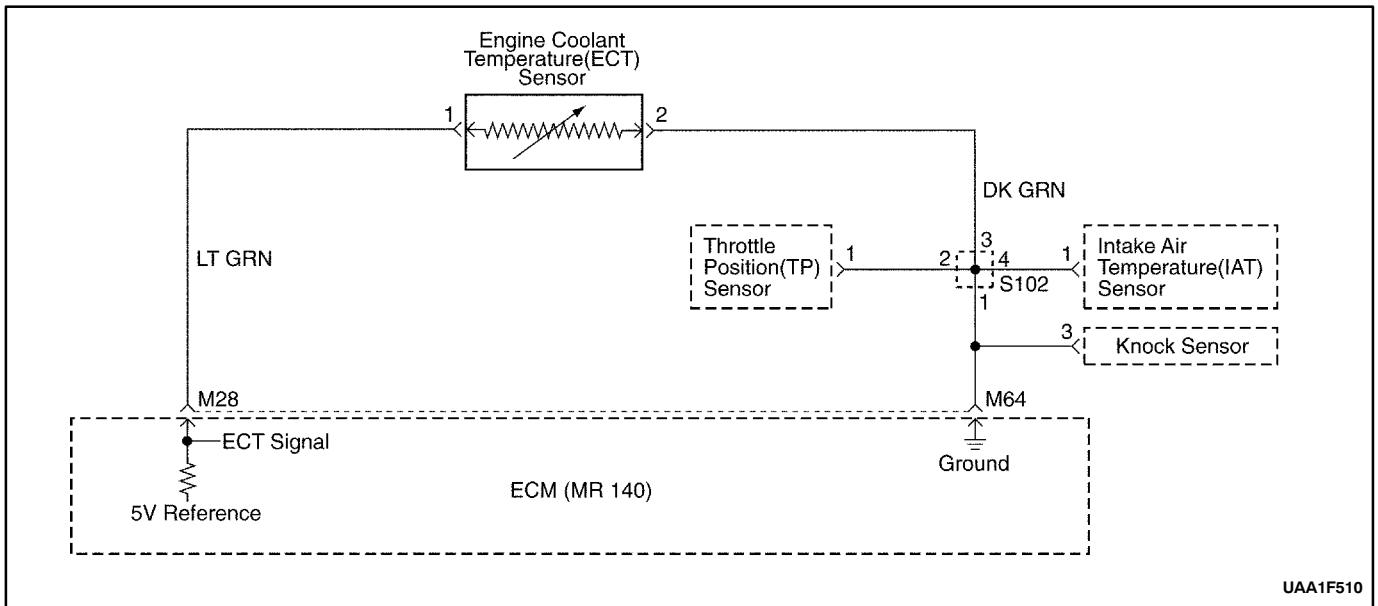 Engine Coolant
Temperature(ECT)
Sensor
1
2
DK GRN
LT GRN
Throttle
Position(TP)
Sensor
1
2
3
4
S102
1
1
Intake Air
Temperature(IAT)
Sensor
3
Knock Sensor
M28
M64
ECT Signal
Ground
5V Reference
ECM (MR 140)
UAA1F510